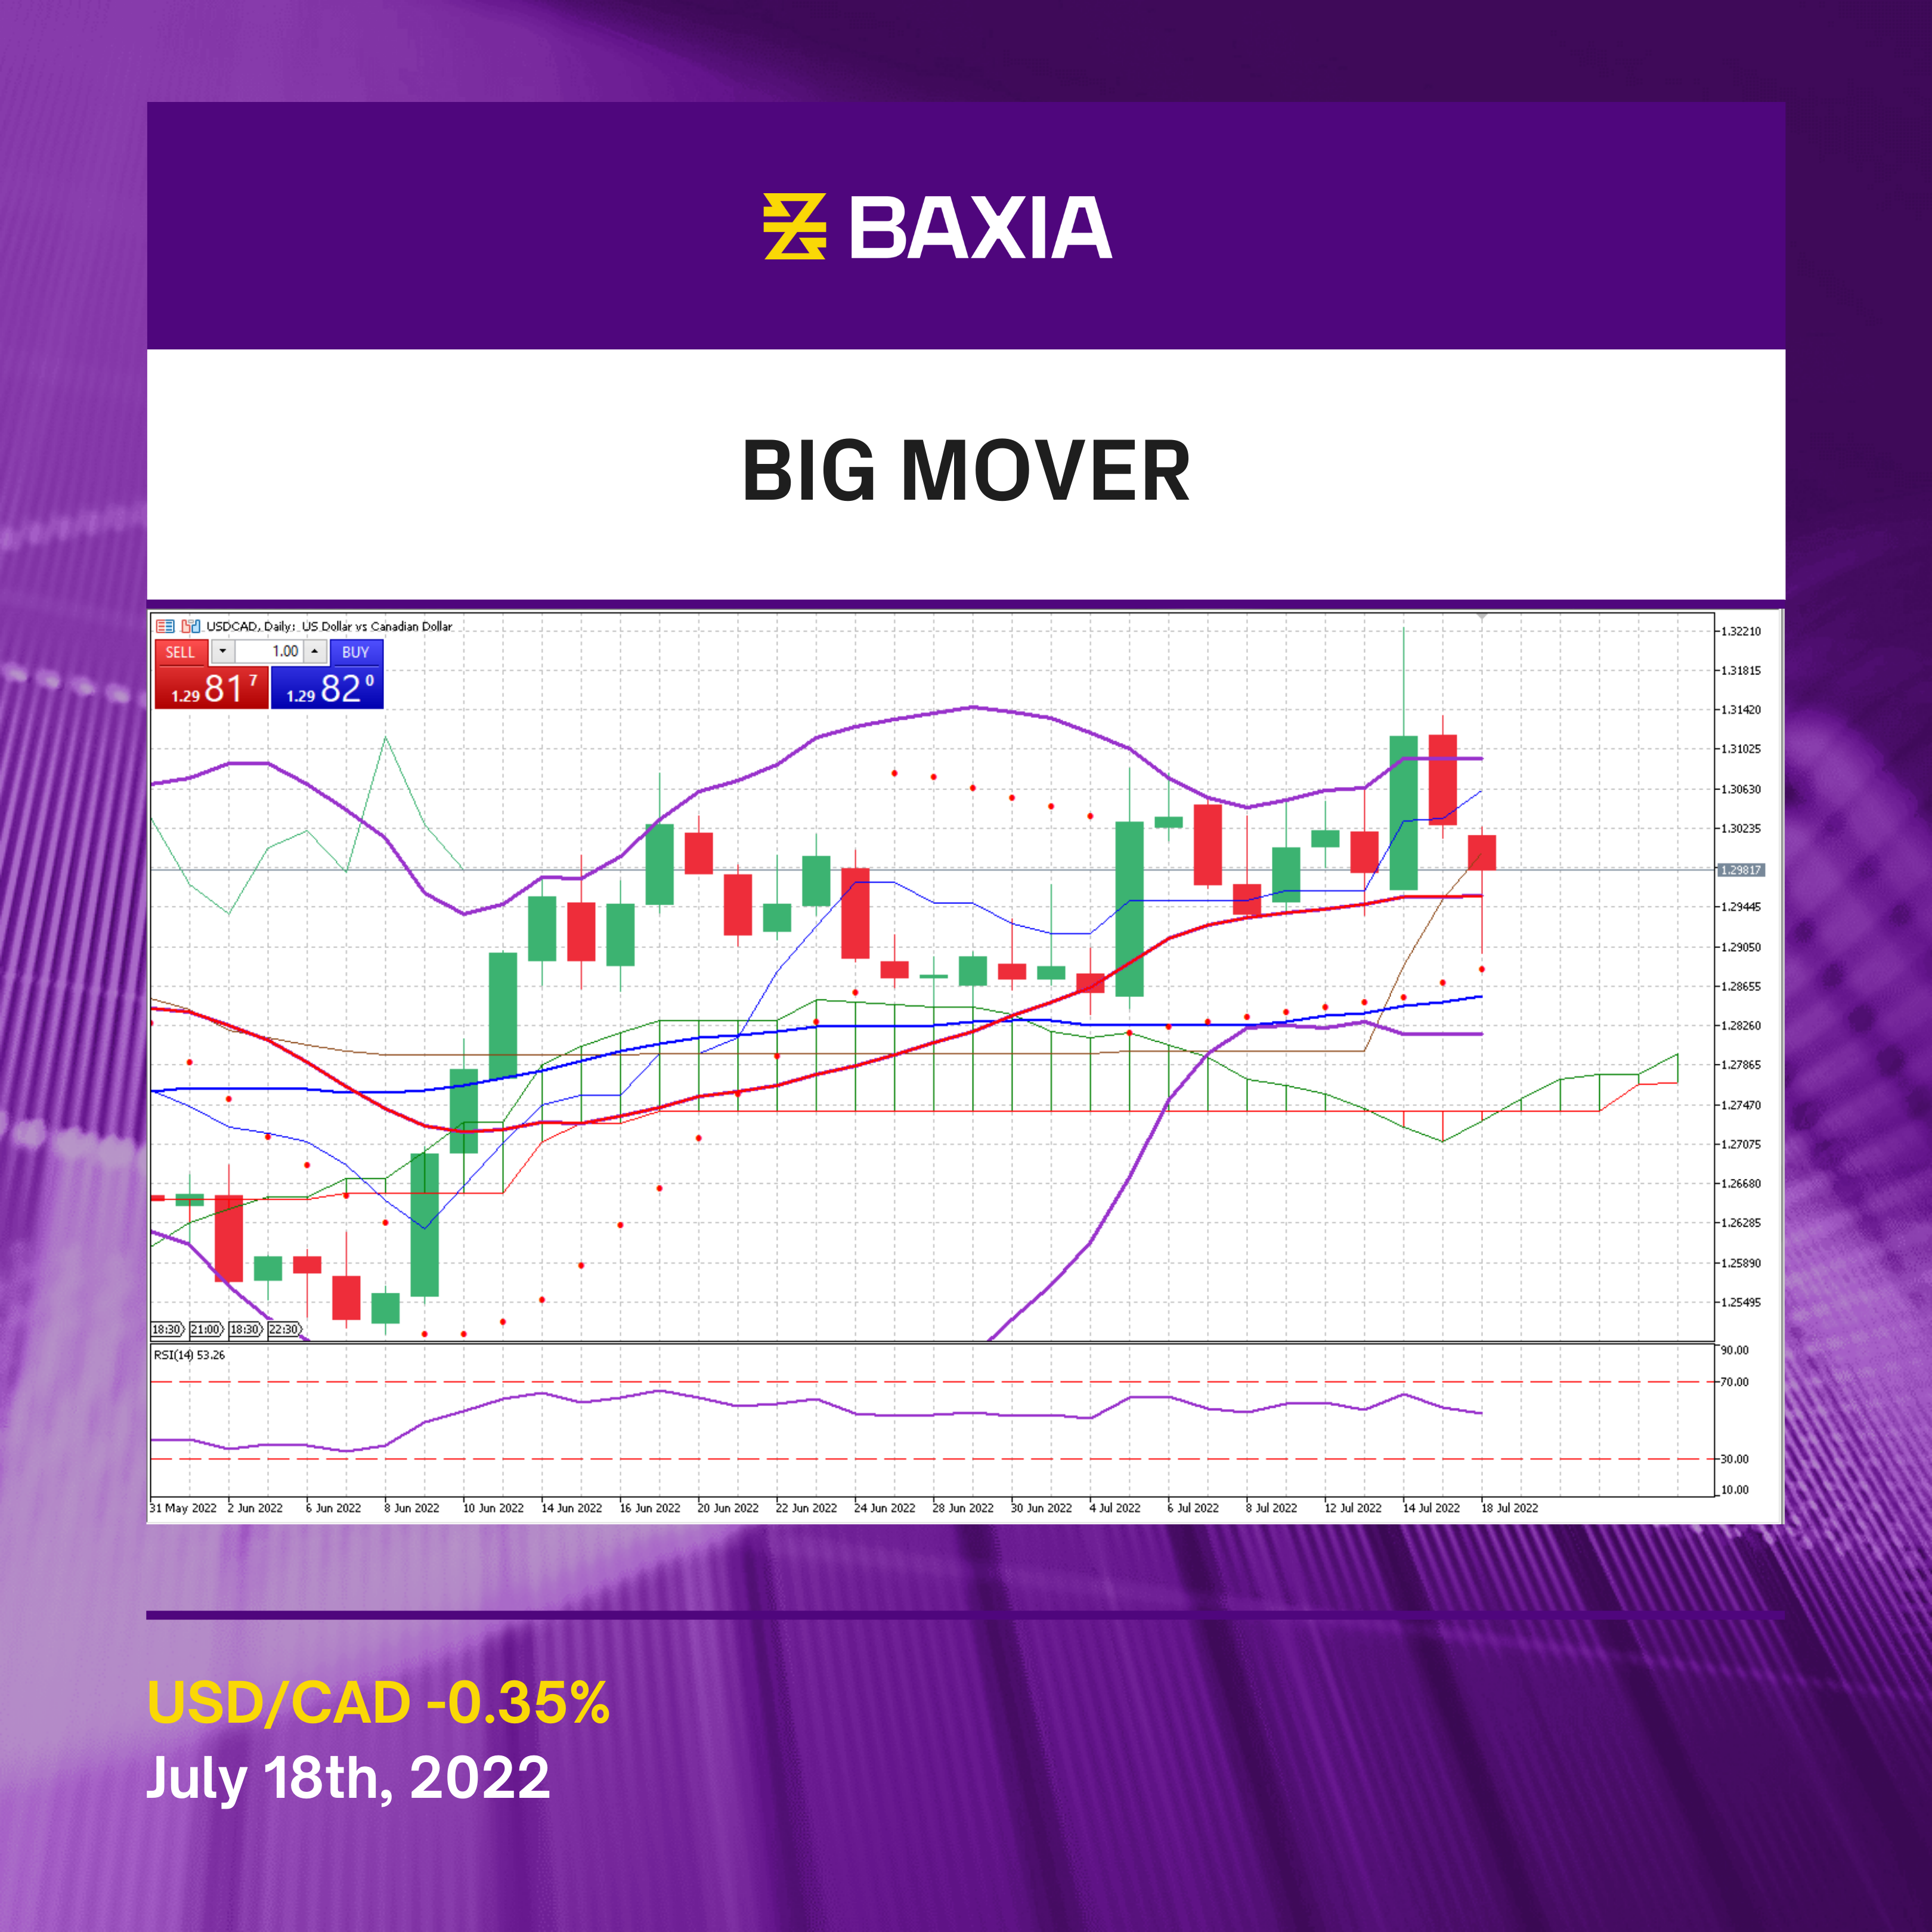 BAXIA
BIG MOVER
USDCAD, Daily: US Dollar vs Canadian Dollar
SELL 1.00 BUY
1.29 81 7 1.29 82 0
1.32210
1.31815
1.31420
1.31025
1.30630
1.30235
1.29817
1.29445
1.29050
1.28655
1.28260
1.27865
1.27470
1.27075
1.26680
1.26285
1.25890
1.25495
18:30 21:00 18:30 22:30
RSI(14) 53.26
90.00
70.00
30.00
10.00
31 May 2022 2 Jun 2022 6 Jun 2022 8 Jun 2022 10 Jun 2022 14 Jun 2022 16 Jun 2022 20 Jun 2022 22 Jun 2022 24 Jun 2022 28 Jun 2022 30 Jun 2022 4 Jul 2022 6 Jul 2022 8 Jul 2022 12 Jul 2022 14 Jul 2022 18 Jul 2022
USD/CAD -0.35%
July 18th, 2022